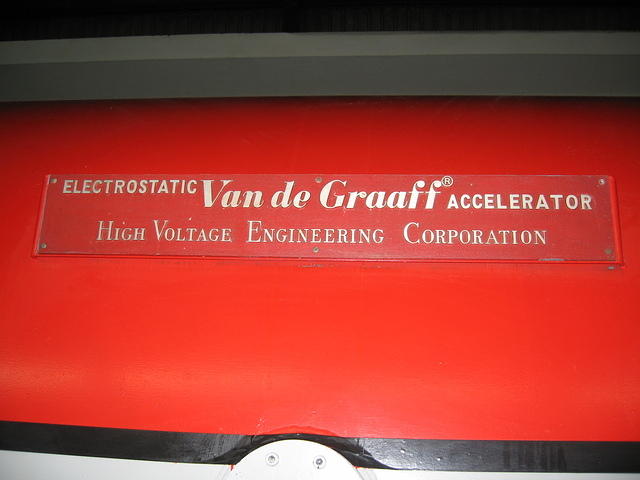 ELECTROSTATIC Van de Graaff® ACCELERATOR
HIGH VOLTAGE ENGINEERING CORPORATION